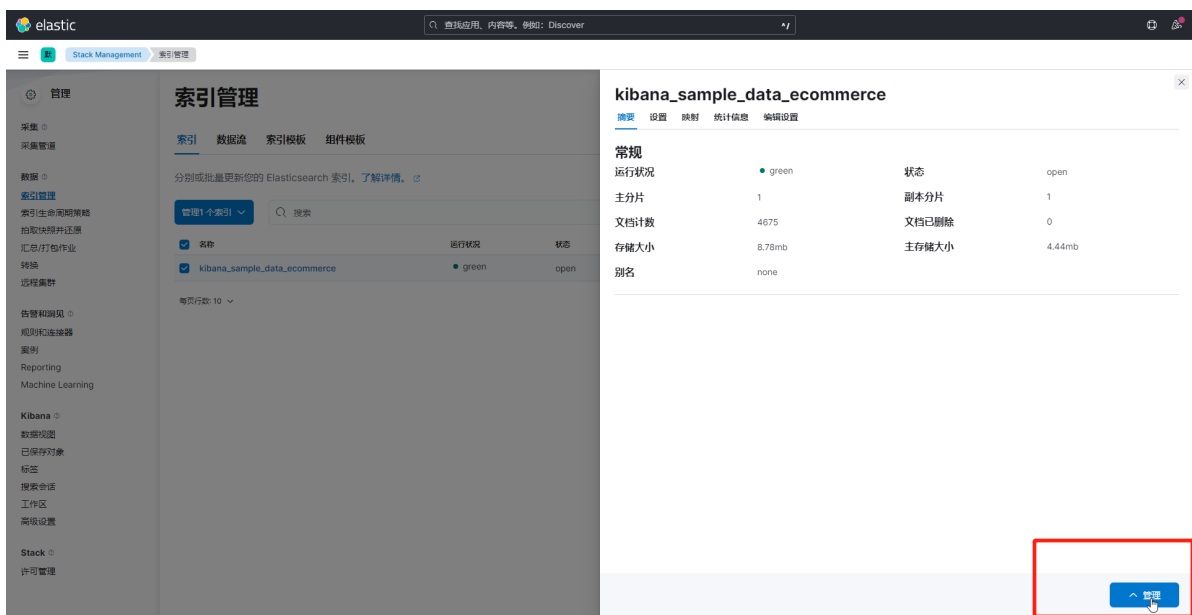 elastic
查找应用、内容等。例如：Discover
^/
默
Stack Management
索引管理
管理
采集
采集管道
数据
索引管理
索引生命周期策略
拍取快照并还原
汇总/打包作业
转换
远程集群
告警和洞见
规则和连接器
案例
Reporting
Machine Learning
Kibana
数据视图
已保存对象
标签
搜索会话
工作区
高级设置
Stack
许可管理
索引管理
索引 数据流 索引模板 组件模板
分别或批量更新您的 Elasticsearch 索引。了解详情。
管理1 个索引
搜索
名称 运行状况 状态
kibana_sample_data_ecommerce green open
每页行数: 10
kibana_sample_data_ecommerce
摘要 设置 映射 统计信息 编辑设置
常规
运行状况 green 状态 open
主分片 1 副本分片 1
文档计数 4675 文档已删除 0
存储大小 8.78mb 主存储大小 4.44mb
别名 none
管理